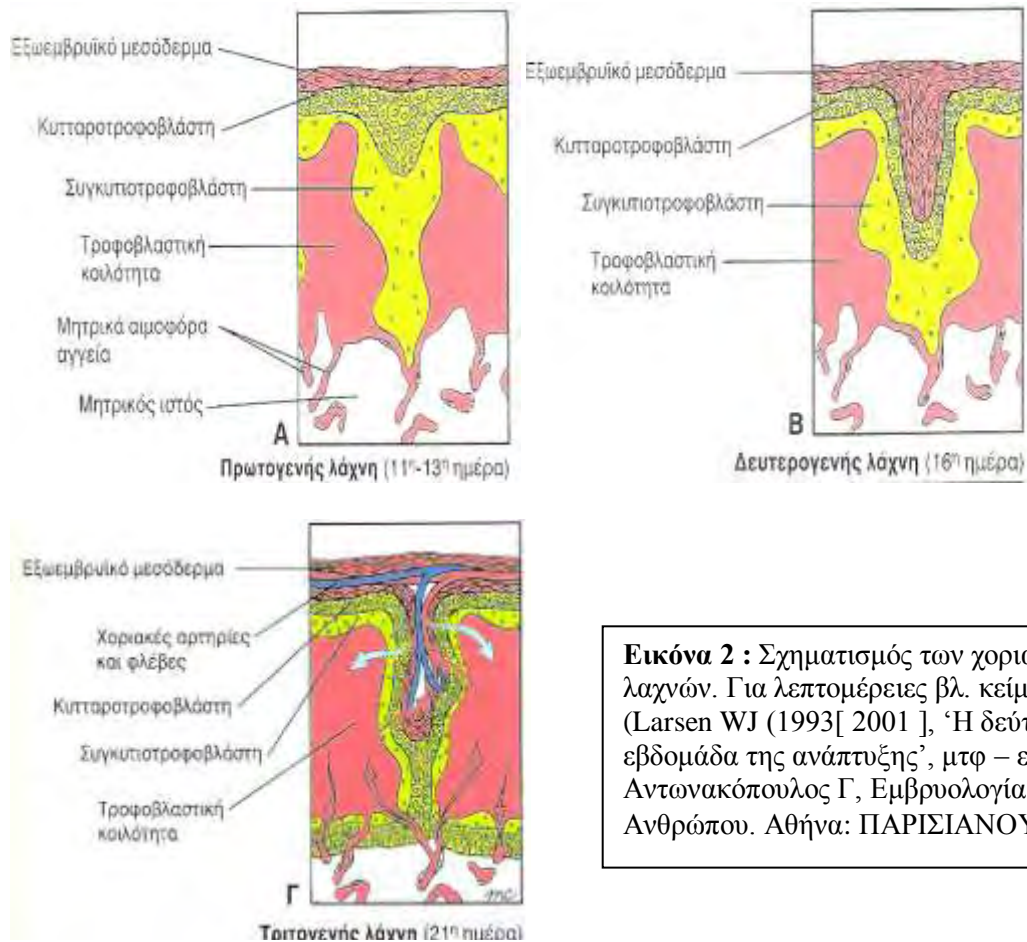 Εξωεμβρυϊκό μεσόδερμα
Κυτταροτροφοβλάστη
Συγκυτιοτροφοβλάστη
Τροφοβλαστική
κοιλότητα
Μητρικά αιμοφόρα
αγγεία
Μητρικός ιστός
Α
Πρωτογενής λάχνη (11η-13η ημέρα)
Εξωεμβρυϊκό μεσόδερμα
Κυτταροτροφοβλάστη
Συγκυτιοτροφοβλάστη
Τροφοβλαστική
κοιλότητα
Β
Δευτερογενής λάχνη (16η ημέρα)
Εξωεμβρυϊκό μεσόδερμα
Χοριακές αρτηρίες
και φλέβες
Κυτταροτροφοβλάστη
Συγκυτιοτροφοβλάστη
Τροφοβλαστική
κοιλότητα
Γ
mc
Τριτογενής λάχνη (21η ημέρα)
Εικόνα 2 : Σχηματισμός των
λαχνών. Για λεπτομέρειες βλ.
(Larsen WJ (1993[ 2001 ], ‘Η
εβδομάδα της ανάπτυξης’, μτφ –
Αντωνακόπουλος Γ, Εμβρυολογία
Ανθρώπου. Αθήνα: ΠΑΡΙΣΙΑΝΟΥ